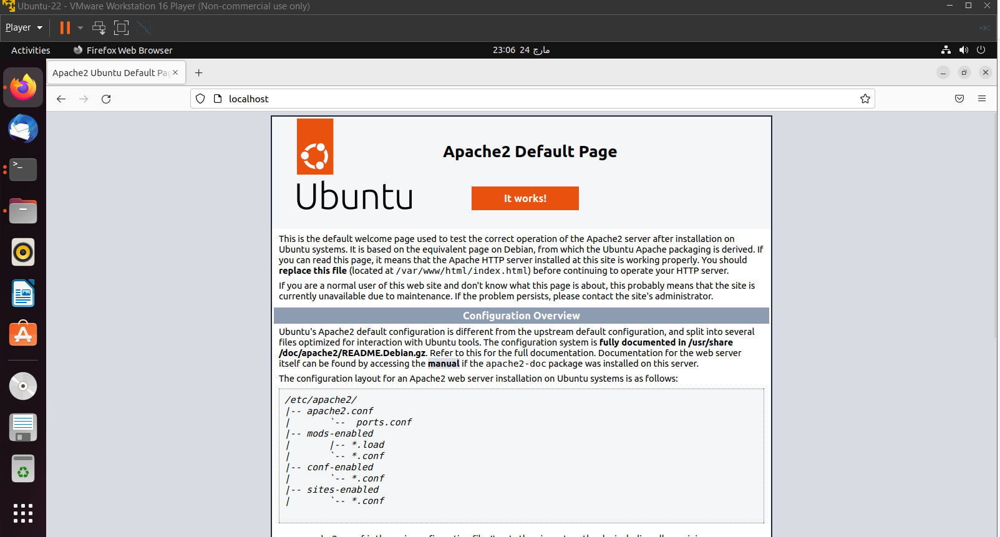 Ubuntu-22 - VMware Workstation 16 Player (Non-commercial use only)
Player
Activities
Firefox Web Browser
23:06 24 مارچ
Apache2 Ubuntu Default Pag
localhost
Apache2 Default Page
Ubuntu
It works!
This is the default welcome page used to test the correct operation of the Apache2 server after installation on
Ubuntu systems. It is based on the equivalent page on Debian, from which the Ubuntu Apache packaging is derived. If
you can read this page, it means that the Apache HTTP server installed at this site is working properly. You should
replace this file (located at /var/www/html/index.html) before continuing to operate your HTTP server.
If you are a normal user of this web site and don't know what this page is about, this probably means that the site is
currently unavailable due to maintenance. If the problem persists, please contact the site's administrator.
Configuration Overview
Ubuntu's Apache2 default configuration is different from the upstream default configuration, and split into several
files optimized for interaction with Ubuntu tools. The configuration system is fully documented in /usr/share
/doc/apache2/README.Debian.gz. Refer to this for the full documentation. Documentation for the web server
itself can be found by accessing the manual if the apache2-doc package was installed on this server.
The configuration layout for an Apache2 web server installation on Ubuntu systems is as follows:
/etc/apache2/
|-- apache2.conf
|       `--  ports.conf
|-- mods-enabled
|       |-- *.load
|       `-- *.conf
|-- conf-enabled
|       `-- *.conf
|-- sites-enabled
|       `-- *.conf